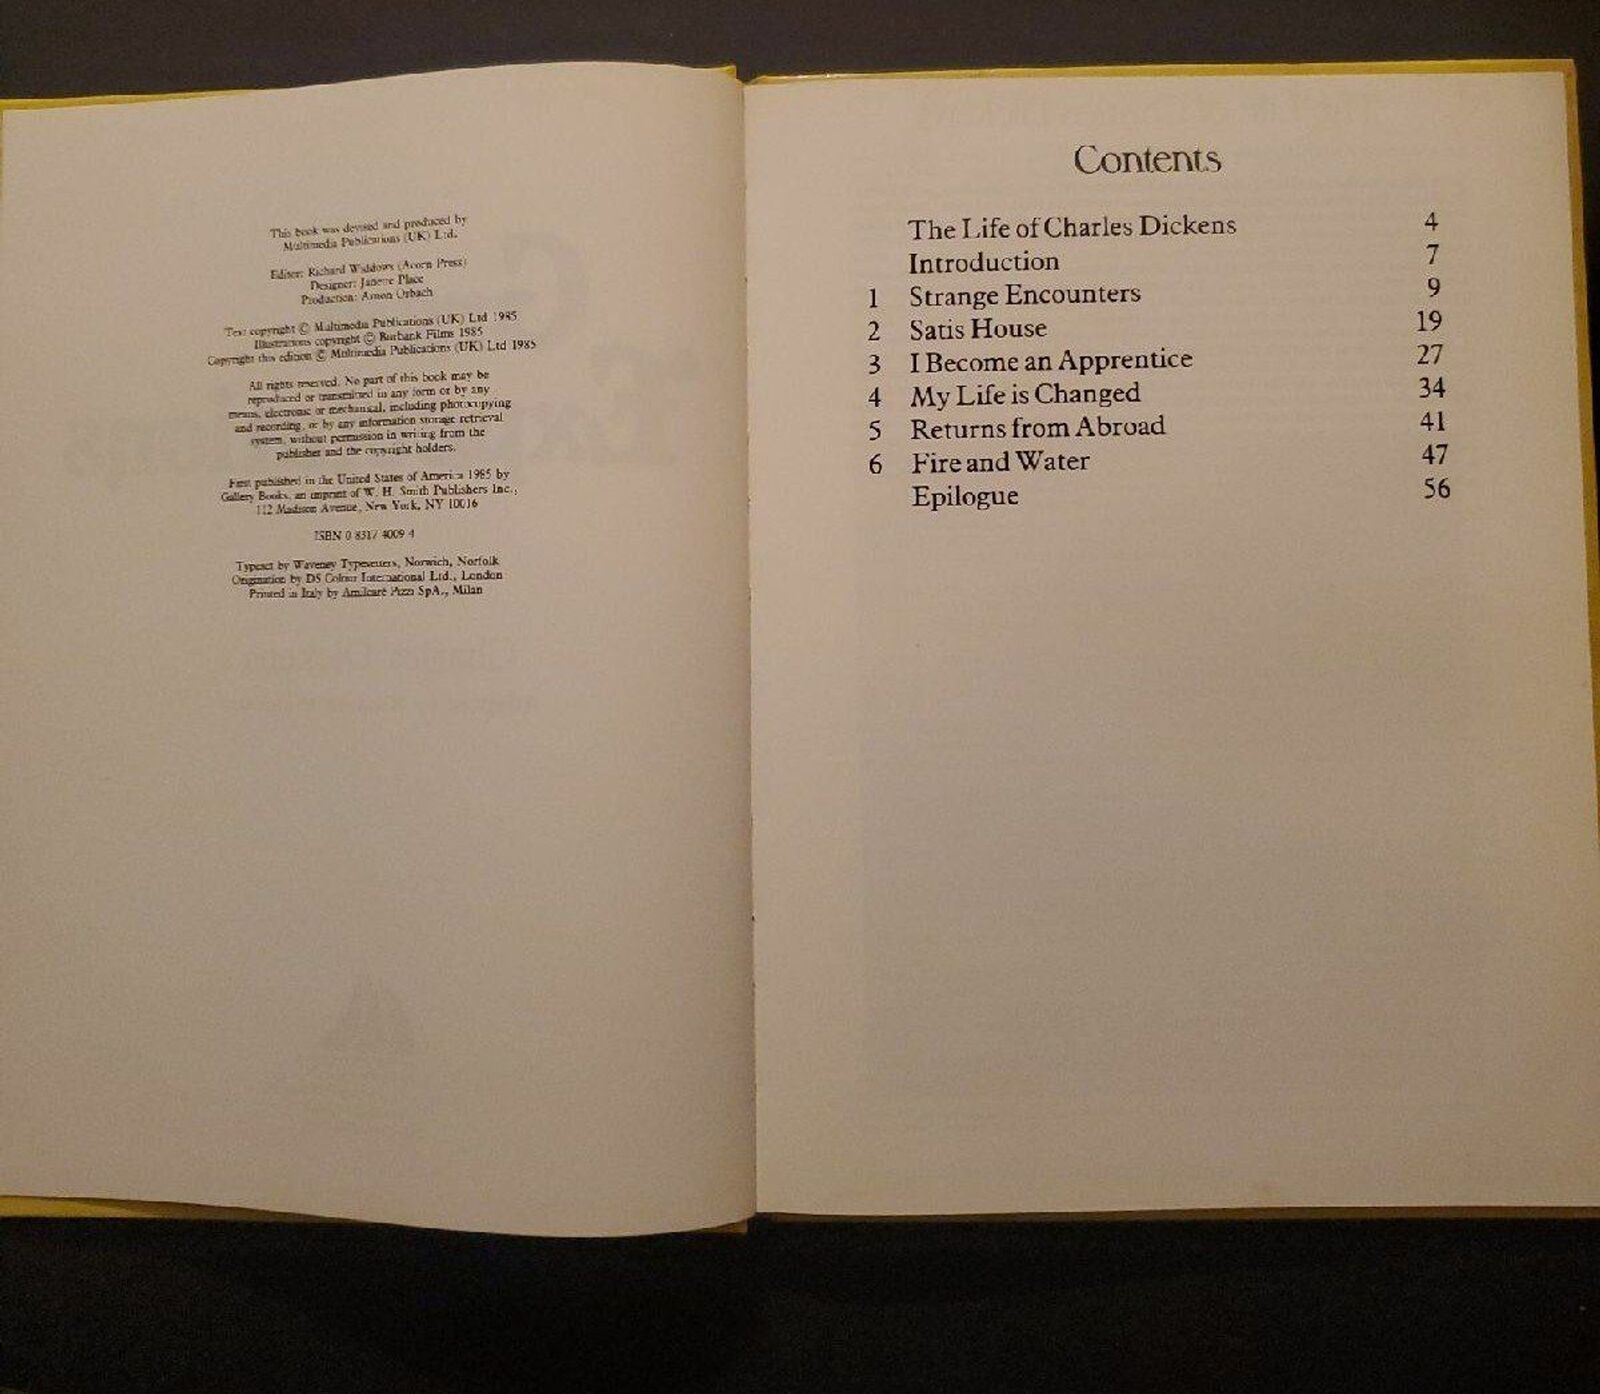 This book was devised and produced by
Multimedia Publications (UK) Ltd.
Editor: Richard Widdows (Acorn Press)
Designer: Janette Place
Production: Arnon Orbach
Text copyright © Multimedia Publications (UK) Ltd 1985
Illustrations copyright © Burbank Films 1985
Copyright this edition © Multimedia Publications (UK) Ltd 1985
All rights reserved. No part of this book may be
reproduced or transmitted in any form or by any
means, electronic or mechanical, including photocopying
and recording, or by any information storage retrieval
system, without permission in writing from the
publisher and the copyright holders.
First published in the United States of America 1985 by
Gallery Books, an imprint of W. H. Smith Publishers Inc.,
112 Madison Avenue, New York, NY 10016
ISBN 0 8317 4009 4
Typeset by Waveney Typesetters, Norwich, Norfolk
Origination by DS Colour International Ltd., London
Printed in Italy by Amilcare Pizzi SpA., Milan
Contents
The Life of Charles Dickens 4
Introduction 7
1 Strange Encounters 9
2 Satis House 19
3 I Become an Apprentice 27
4 My Life is Changed 34
5 Returns from Abroad 41
6 Fire and Water 47
Epilogue 56